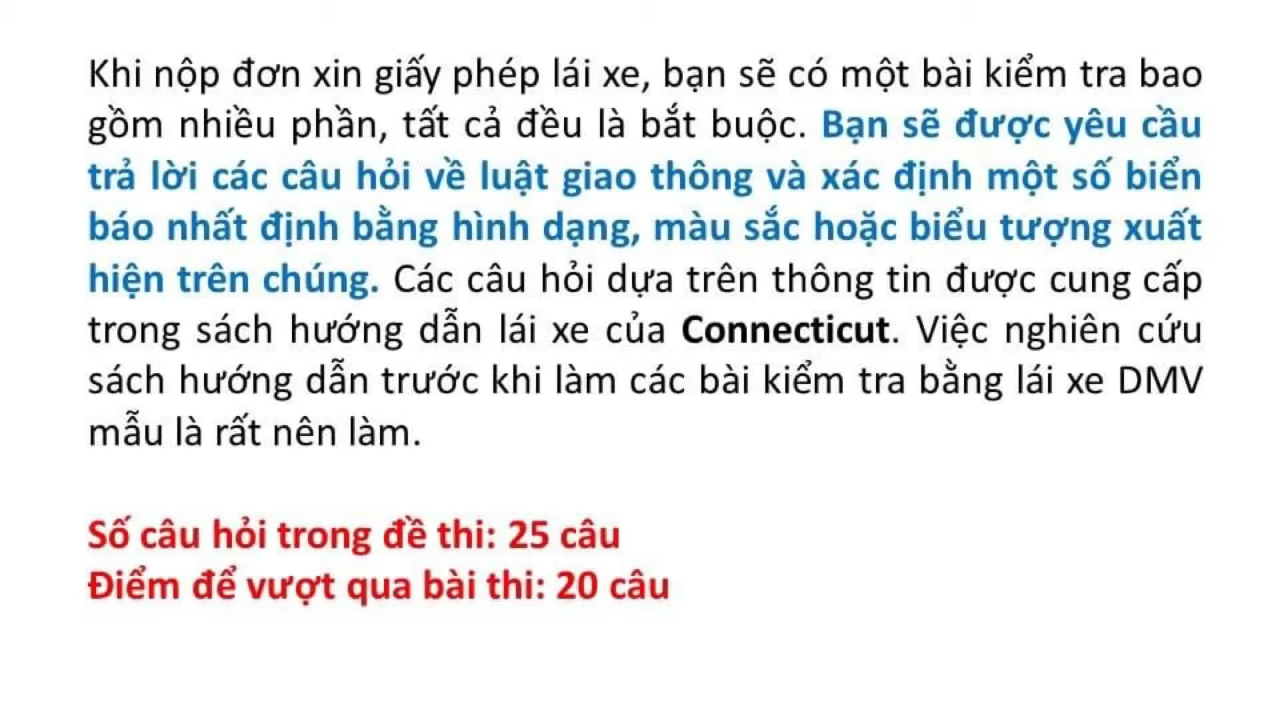 Khi nộp đơn xin giấy phép lái xe, bạn sẽ có một bài kiểm tra bao
gồm nhiều phần, tất cả đều là bắt buộc. Bạn sẽ được yêu cầu
trả lời các câu hỏi về luật giao thông và xác định một số biển
báo nhất định bằng hình dạng, màu sắc hoặc biểu tượng xuất
hiện trên chúng. Các câu hỏi dựa trên thông tin được cung cấp
trong sách hướng dẫn lái xe của Connecticut. Việc nghiên cứu
sách hướng dẫn trước khi làm các bài kiểm tra bằng lái xe DMV
mẫu là rất nên làm.
Số câu hỏi trong đề thi: 25 câu
Điểm để vượt qua bài thi: 20 câu